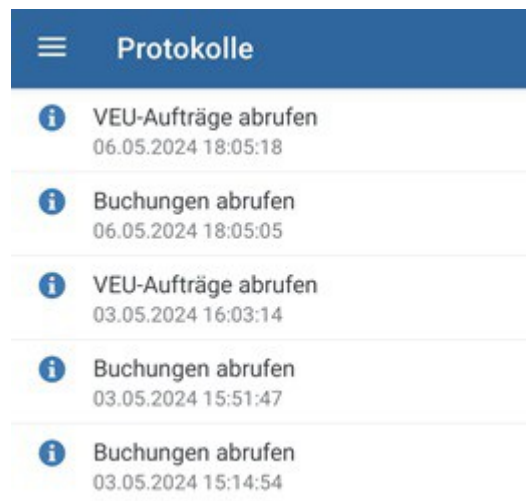 Protokolle
VEU-Aufträge abrufen
06.05.2024 18:05:18
Buchungen abrufen
06.05.2024 18:05:05
VEU-Aufträge abrufen
03.05.2024 16:03:14
Buchungen abrufen
03.05.2024 15:51:47
Buchungen abrufen
03.05.2024 15:14:54